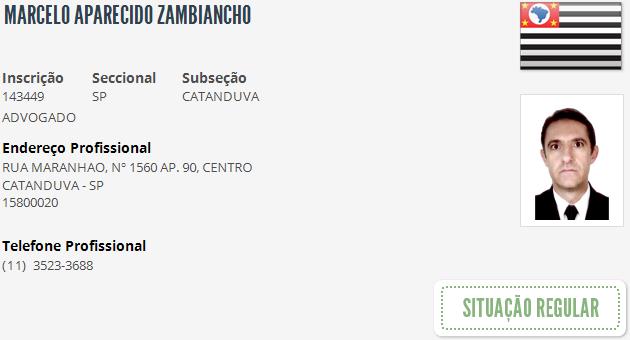 MARCELO APARECIDO ZAMBIANCHO
Inscrição Seccional Subseção
143449 SP CATANDUVA
ADVOGADO
Endereço Profissional
RUA MARANHAO, Nº 1560 AP. 90, CENTRO
CATANDUVA - SP
15800020
Telefone Profissional
(11) 3523-3688
SITUAÇÃO REGULAR